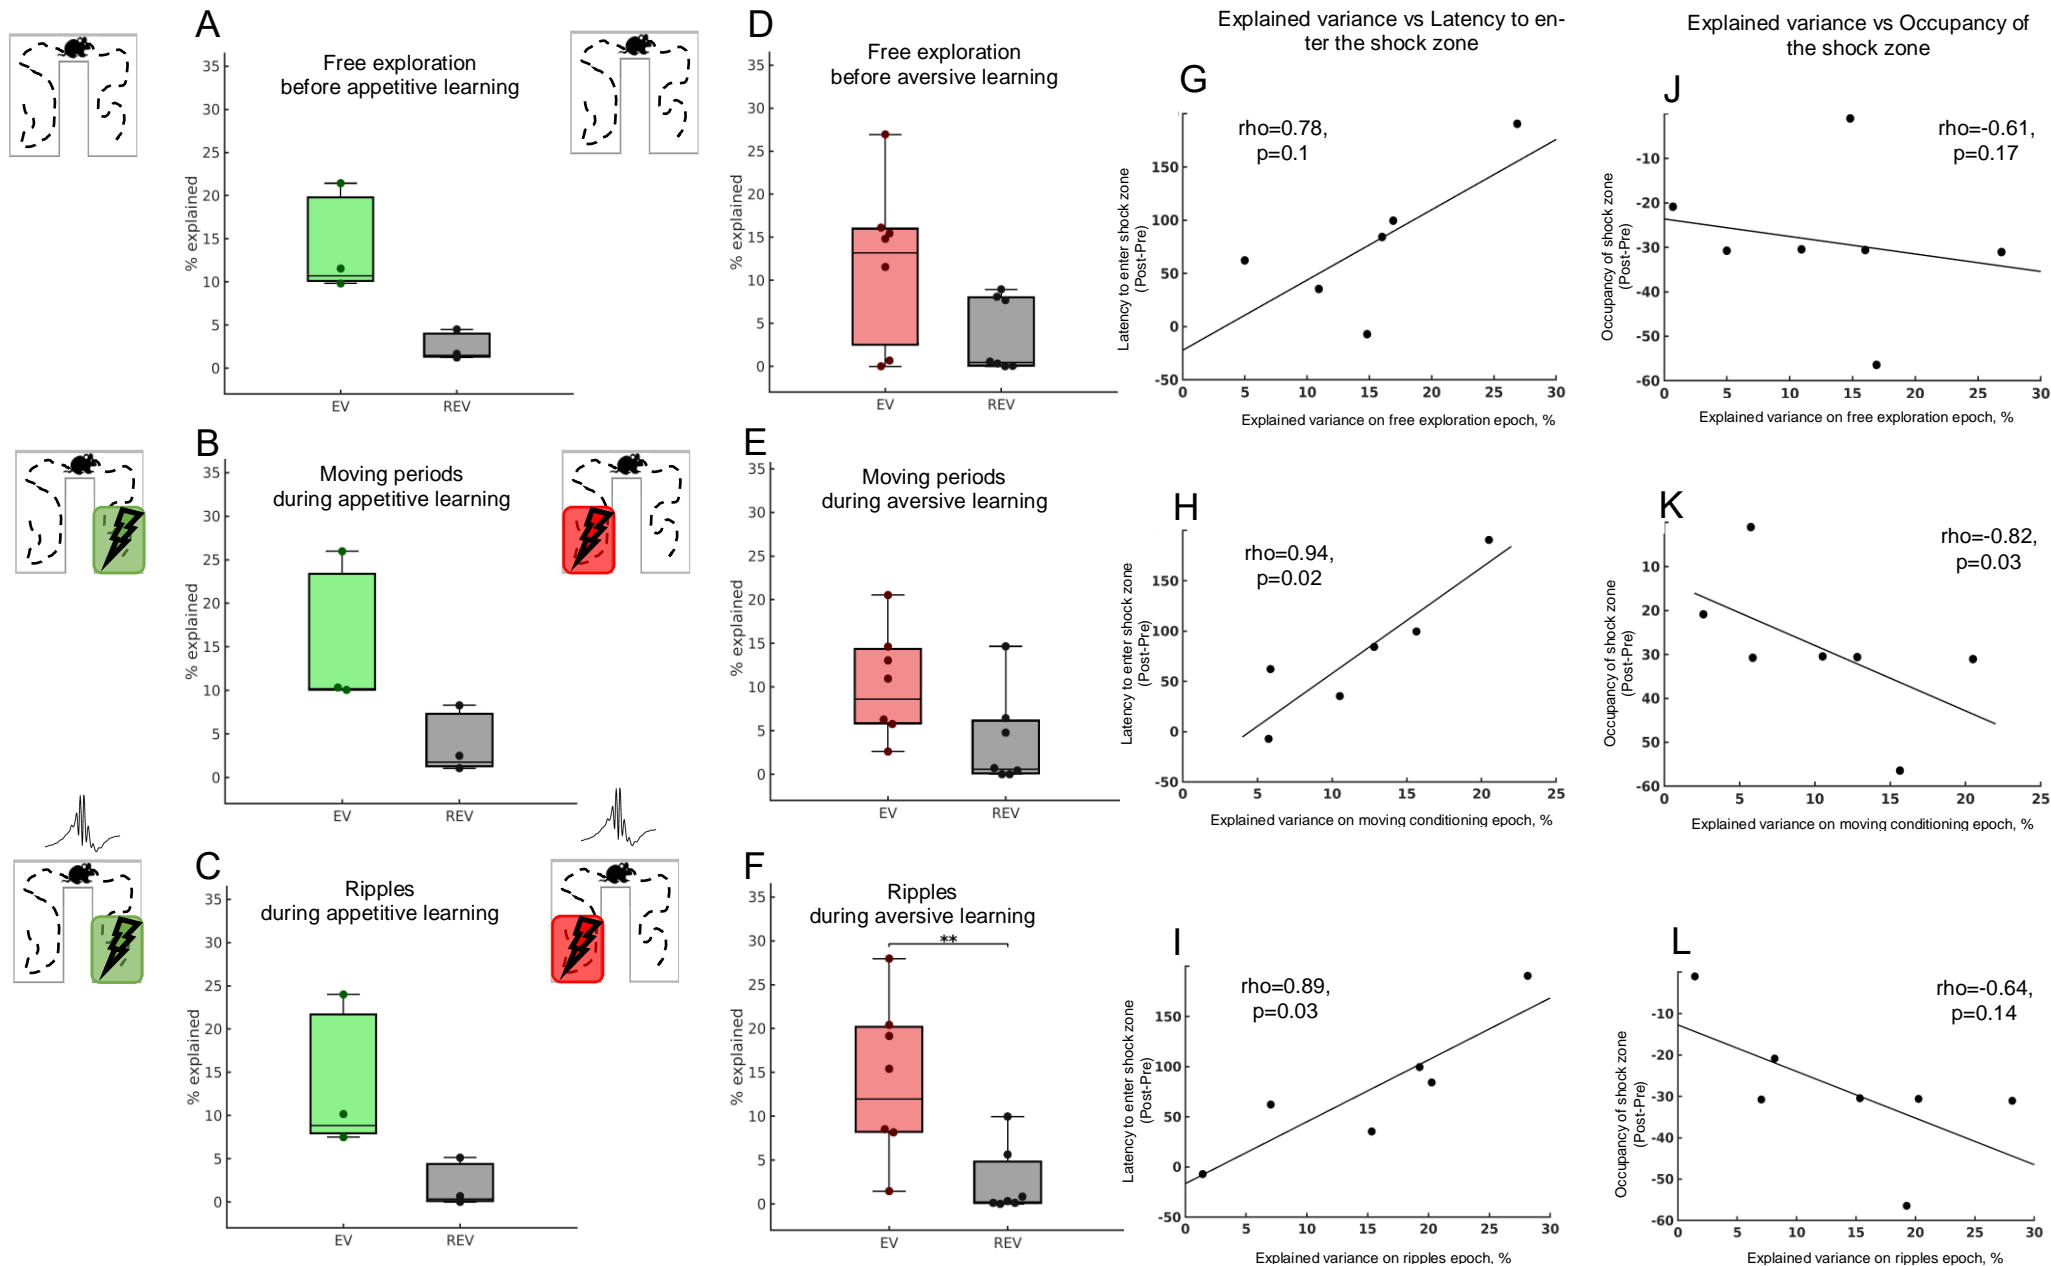 A
Free exploration
before appetitive learning
% explained
35
30
25
20
15
10
5
0
EV
REV
D
Free exploration
before aversive learning
% explained
35
30
25
20
15
10
5
0
EV
REV
Explained variance vs Latency to en-
ter the shock zone
G
rho=0.78,
p=0.1
Latency to enter shock zone
(Post-Pre)
150
100
50
0
-50
0
5
10
15
20
25
30
Explained variance on free exploration epoch, %
Explained variance vs Occupancy of
the shock zone
J
rho=-0.61,
p=0.17
Occupancy of shock zone
(Post-Pre)
-10
-20
-30
-40
-50
-60
0
5
10
15
20
25
30
Explained variance on free exploration epoch, %
B
Moving periods
during appetitive learning
% explained
35
30
25
20
15
10
5
0
EV
REV
E
Moving periods
during aversive learning
% explained
35
30
25
20
15
10
5
0
EV
REV
H
rho=0.94,
p=0.02
Latency to enter shock zone
(Post-Pre)
150
100
50
0
-50
0
5
10
15
20
25
Explained variance on moving conditioning epoch, %
K
rho=-0.82,
p=0.03
Occupancy of shock zone
(Post-Pre)
10
20
30
40
50
-60
0
5
10
15
20
25
Explained variance on moving conditioning epoch, %
C
Ripples
during appetitive learning
% explained
35
30
25
20
15
10
5
0
EV
REV
F
Ripples
during aversive learning
**
% explained
35
30
25
20
15
10
5
0
EV
REV
I
rho=0.89,
p=0.03
Latency to enter shock zone
(Post-Pre)
150
100
50
0
-50
0
5
10
15
20
25
30
Explained variance on ripples epoch, %
L
rho=-0.64,
p=0.14
Occupancy of shock zone
(Post-Pre)
-10
-20
-30
-40
-50
-60
0
5
10
15
20
25
30
Explained variance on ripples epoch, %